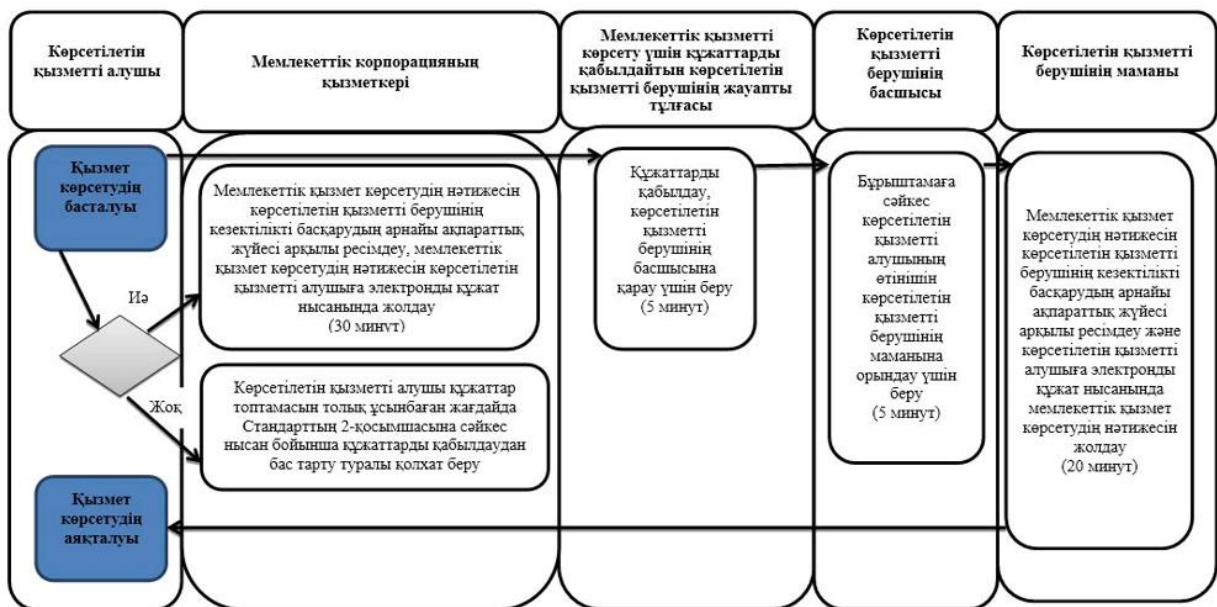 Көрсетілетін
қызметті алушы
Мемлекеттік корпорацияның
қызметкері
Мемлекеттік қызметті
көрсету үшін құжаттарды
қабылдайтын көрсетілетін
қызметті берушінің жауапты
тұлғасы
Көрсетілетін
қызметті
берушінің
басшысы
Көрсетілетін қызметті
берушінің маманы
Қызмет
көрсетудің
басталуы
Иә
Жоқ
Қызмет
көрсетудің
аяқталуы
Мемлекеттік қызмет көрсетудің нәтижесін
көрсетілетін қызметті берушінің
кезектілікті басқарудың арнайы ақпараттық
жүйесі арқылы ресімдеу, мемлекеттік
қызмет көрсетудің нәтижесін көрсетілетін
қызметті алушыға электронды құжат
нысанында жолдау
(30 минут)
Көрсетілетін қызметті алушы құжаттар
топтамасын толық ұсынбаған жағдайда
Стандарттың 2-қосымшасына сәйкес
нысан бойынша құжаттарды қабылдаудан
бас тарту туралы қолхат беру
Құжаттарды
қабылдау,
көрсетілетін
қызметті
берушінің
басшысына
қарау үшін беру
(5 минут)
Бұрыштамаға
сәйкес
көрсетілетін
қызметті
алушының
өтінішін
көрсетілетін
қызметті
берушінің
маманына
орындау үшін
беру
(5 минут)
Мемлекеттік қызмет
көрсетудің нәтижесін
көрсетілетін қызметті
берушінің кезектілікті
басқарудың арнайы
ақпараттық жүйесі
арқылы ресімдеу және
көрсетілетін қызметті
алушыға электронды
құжат нысанында
мемлекеттік қызмет
көрсетудің нәтижесін
жолдау
(20 минут)